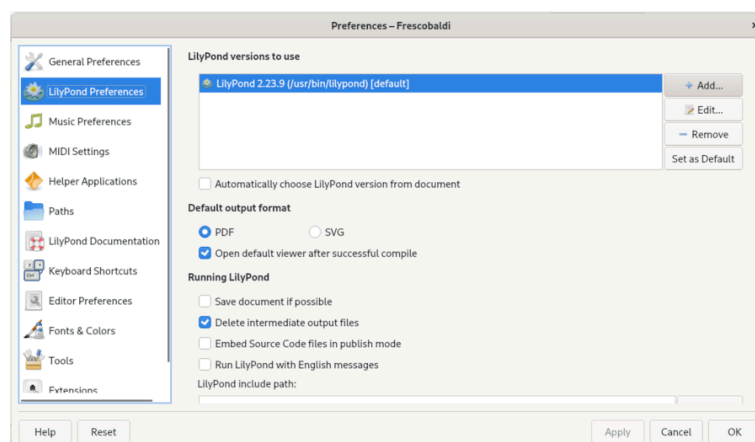 Preferences – Frescobaldi
General Preferences
LilyPond Preferences
Music Preferences
MIDI Settings
Helper Applications
Paths
LilyPond Documentation
Keyboard Shortcuts
Editor Preferences
Fonts & Colors
Tools
Extensions
LilyPond versions to use
LilyPond 2.23.9 (/usr/bin/lilypond) [default]
Add...
Edit...
Remove
Set as Default
Automatically choose LilyPond version from document
Default output format
PDF
SVG
Open default viewer after successful compile
Running LilyPond
Save document if possible
Delete intermediate output files
Embed Source Code files in publish mode
Run LilyPond with English messages
LilyPond include path:
Help
Reset
Apply
Cancel
OK